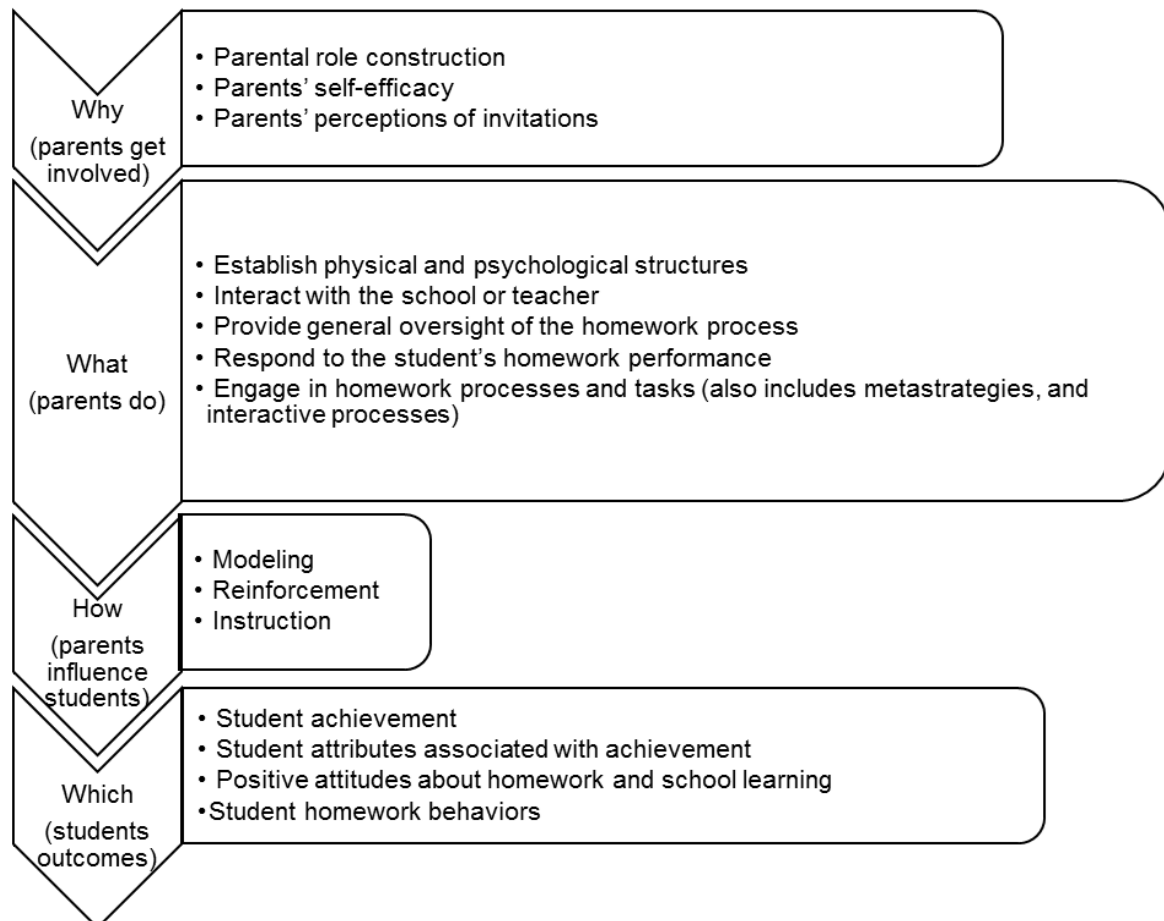 Why
(parents get
involved)
• Parental role construction
• Parents’ self-efficacy
• Parents’ perceptions of invitations
What
(parents do)
• Establish physical and psychological structures
• Interact with the school or teacher
• Provide general oversight of the homework process
• Respond to the student’s homework performance
• Engage in homework processes and tasks (also includes metastrategies, and
interactive processes)
How
(parents
influence
students)
• Modeling
• Reinforcement
• Instruction
Which
(students
outcomes)
• Student achievement
• Student attributes associated with achievement
• Positive attitudes about homework and school learning
•Student homework behaviors